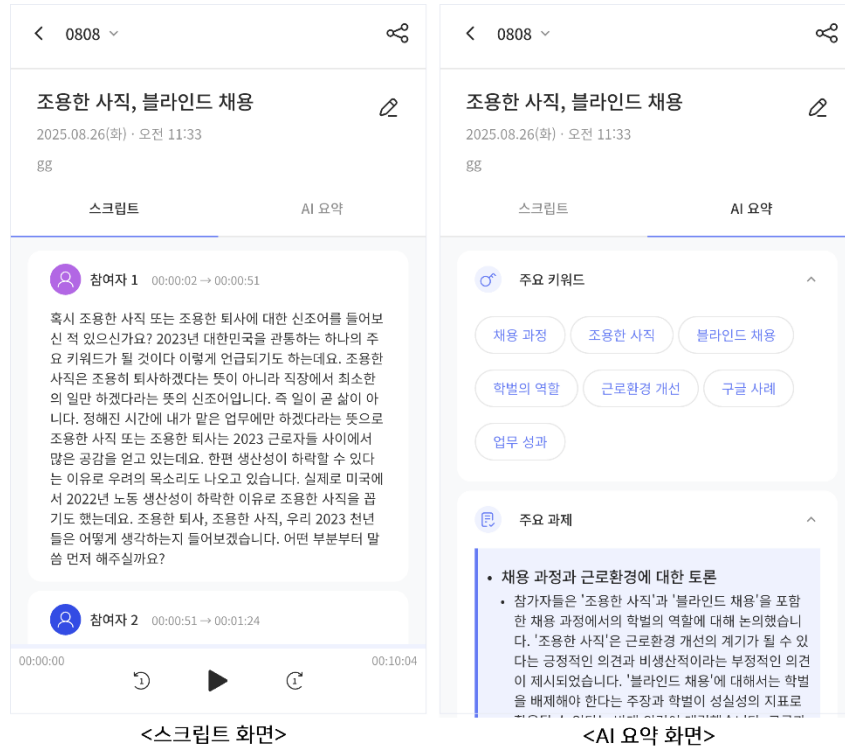 0808
조용한 사직, 블라인드 채용
2025.08.26(화) · 오전 11:33
gg
스크립트
AI 요약
참여자 1 00:00:02 → 00:00:51
혹시 조용한 사직 또는 조용한 퇴사에 대한 신조어를 들어보
신 적 있으신가요? 2023년 대한민국을 관통하는 하나의 주
요 키워드가 될 것이다 이렇게 언급되기도 하는데요. 조용한
사직은 조용히 퇴사하겠다는 뜻이 아니라 직장에서 최소한
의 일만 하겠다라는 뜻의 신조어입니다. 즉 일이 곧 삶이 아
니다. 정해진 시간에 내가 맡은 업무에만 하겠다라는 뜻으로
조용한 사직 또는 조용한 퇴사는 2023 근로자들 사이에서
많은 공감을 얻고 있는데요. 한편 생산성이 하락할 수 있다
는 이유로 우려의 목소리도 나오고 있습니다. 실제로 미국에
서 2022년 노동 생산성이 하락한 이유로 조용한 사직을 꼽
기도 했는데요. 조용한 퇴사, 조용한 사직, 우리 2023 천년
들은 어떻게 생각하는지 들어보겠습니다. 어떤 부분부터 말
씀 먼저 해주실까요?
참여자 2 00:00:51 → 00:01:24
00:00:00
00:10:04
1
1
<스크립트 화면>
0808
조용한 사직, 블라인드 채용
2025.08.26(화) · 오전 11:33
gg
스크립트
AI 요약
주요 키워드
채용 과정
조용한 사직
블라인드 채용
학벌의 역할
근로환경 개선
구글 사례
업무 성과
주요 과제
• 채용 과정과 근로환경에 대한 토론
• 참가자들은 '조용한 사직'과 '블라인드 채용'을 포함
한 채용 과정에서의 학벌의 역할에 대해 논의했습니
다. '조용한 사직'은 근로환경 개선의 계기가 될 수 있
다는 긍정적인 의견과 비생산적이라는 부정적인 의견
이 제시되었습니다. '블라인드 채용'에 대해서는 학벌
을 배제해야 한다는 주장과 학벌이 성실성의 지표로
<AI 요약 화면>